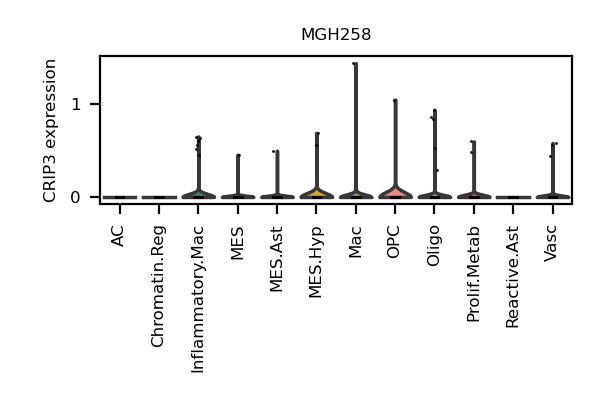 MGH258
CRIP3 expression
1
0
AC
Chromatin.Reg
Inflammatory.Mac
MES
MES.Ast
MES.Hyp
Mac
OPC
Oligo
Prolif.Metab
Reactive.Ast
Vasc